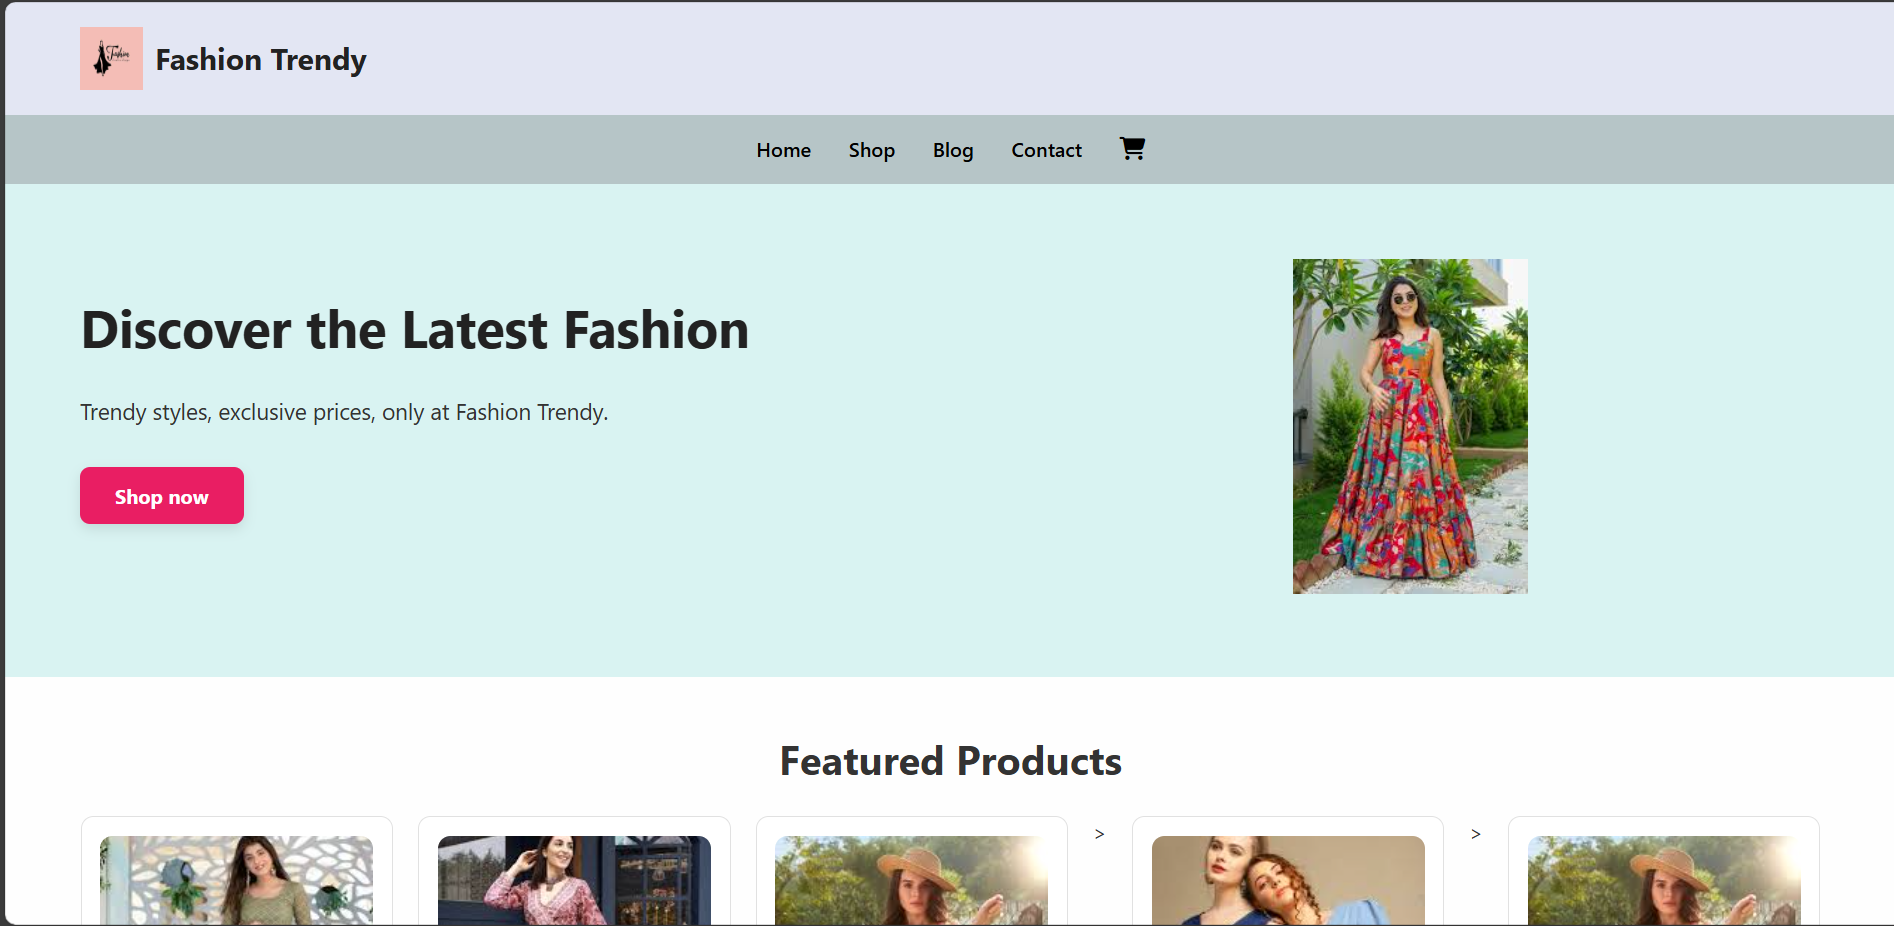 Fashion
Fashion Trendy
Home Shop Blog Contact
Discover the Latest Fashion
Trendy styles, exclusive prices, only at Fashion Trendy.
Shop now
Featured Products
> >